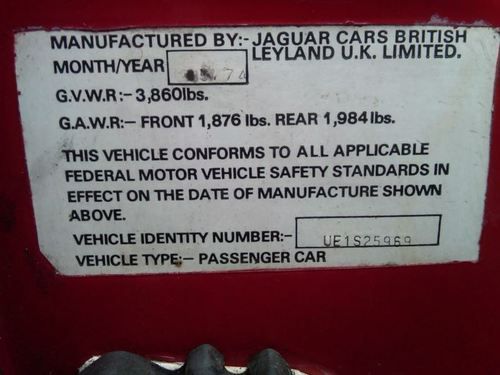 MANUFACTURED BY:- JAGUAR CARS BRITISH
LEYLAND U.K. LIMITED.
MONTH/YEAR 05.74
G.V.W.R:- 3,860lbs.
G.A.W.R:- FRONT 1,876 lbs. REAR 1,984 lbs.
THIS VEHICLE CONFORMS TO ALL APPLICABLE
FEDERAL MOTOR VEHICLE SAFETY STANDARDS IN
EFFECT ON THE DATE OF MANUFACTURE SHOWN
ABOVE.
VEHICLE IDENTITY NUMBER:- UE1S25969
VEHICLE TYPE:- PASSENGER CAR